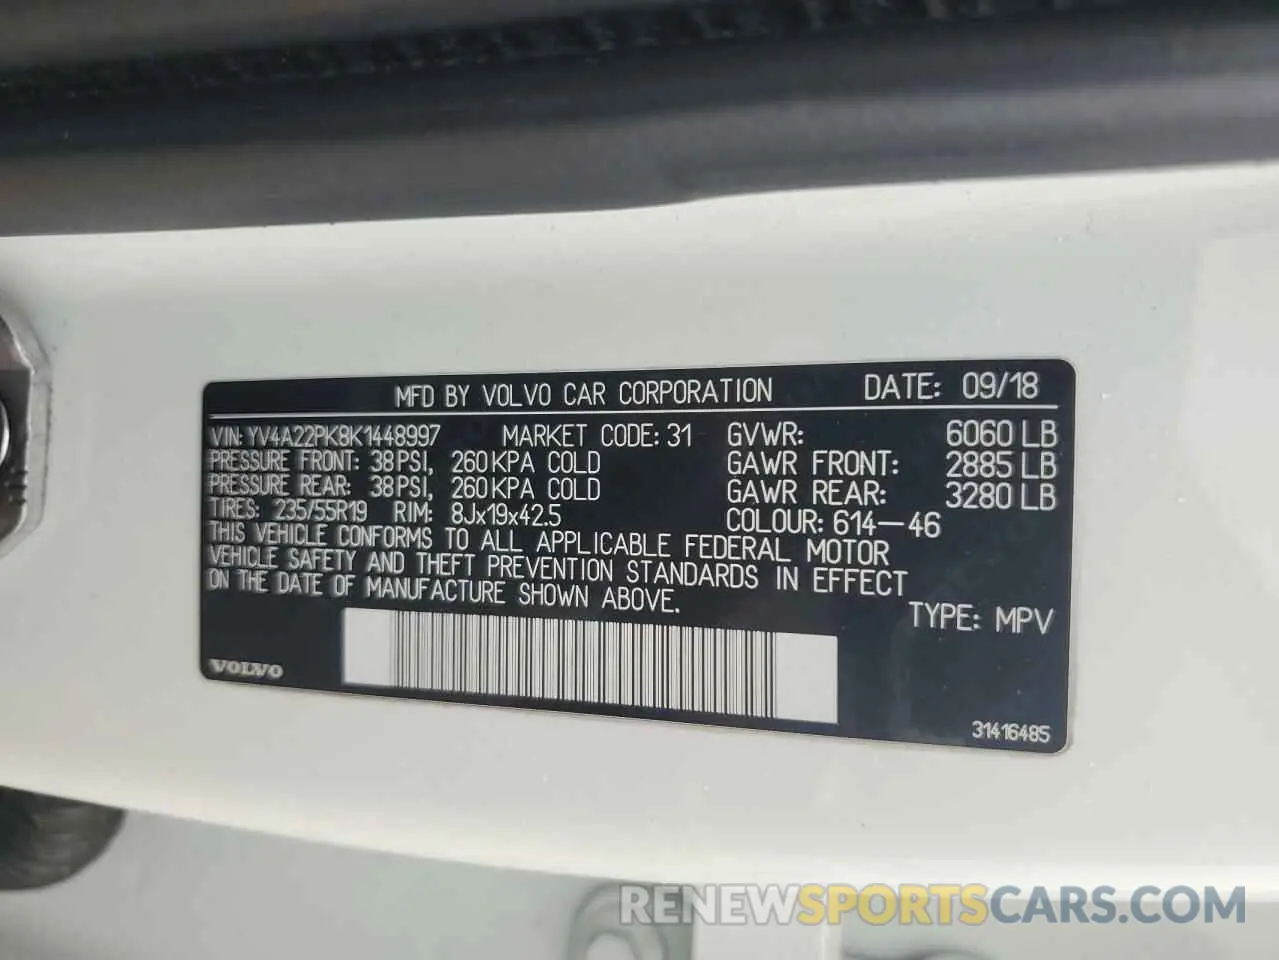 MFD BY VOLVO CAR CORPORATION DATE: 09/18
VIN: YV4A22PK8K1448997 MARKET CODE: 31 GVWR: 6060 LB
PRESSURE FRONT: 38 PSI, 260 KPA COLD GAWR FRONT: 2885 LB
PRESSURE REAR: 38 PSI, 260 KPA COLD GAWR REAR: 3280 LB
TIRES: 235/55R19 RIM: 8Jx19x42.5 COLOUR: 614-46
THIS VEHICLE CONFORMS TO ALL APPLICABLE FEDERAL MOTOR
VEHICLE SAFETY AND THEFT PREVENTION STANDARDS IN EFFECT
ON THE DATE OF MANUFACTURE SHOWN ABOVE.
TYPE: MPV
VOLVO
31416485
RENEWSPORTSCARS.COM